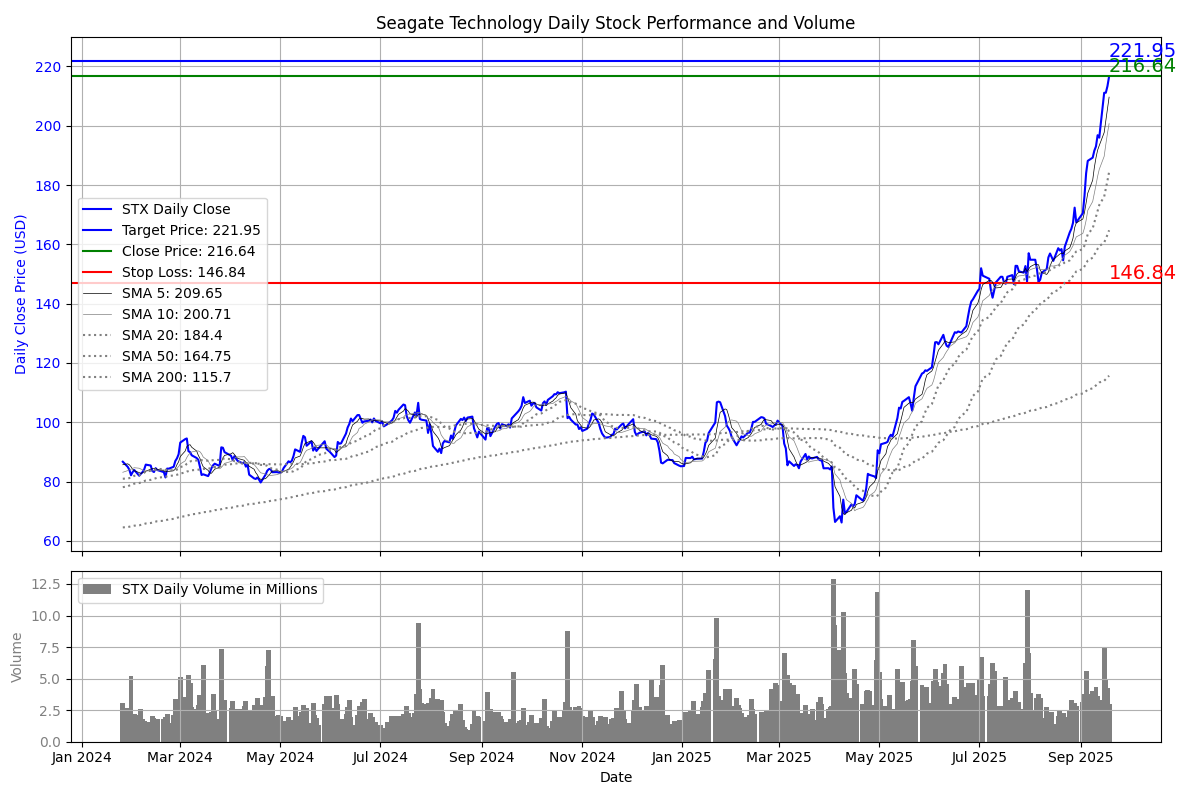 Seagate Technology Daily Stock Performance and Volume
221.95
216.64
146.84
Daily Close Price (USD)
220
200
180
160
140
120
100
80
60
STX Daily Close
Target Price: 221.95
Close Price: 216.64
Stop Loss: 146.84
SMA 5: 209.65
SMA 10: 200.71
SMA 20: 184.4
SMA 50: 164.75
SMA 200: 115.7
Volume
12.5
10.0
7.5
5.0
2.5
0.0
STX Daily Volume in Millions
Jan 2024 Mar 2024 May 2024 Jul 2024 Sep 2024 Nov 2024 Jan 2025 Mar 2025 May 2025 Jul 2025 Sep 2025
Date